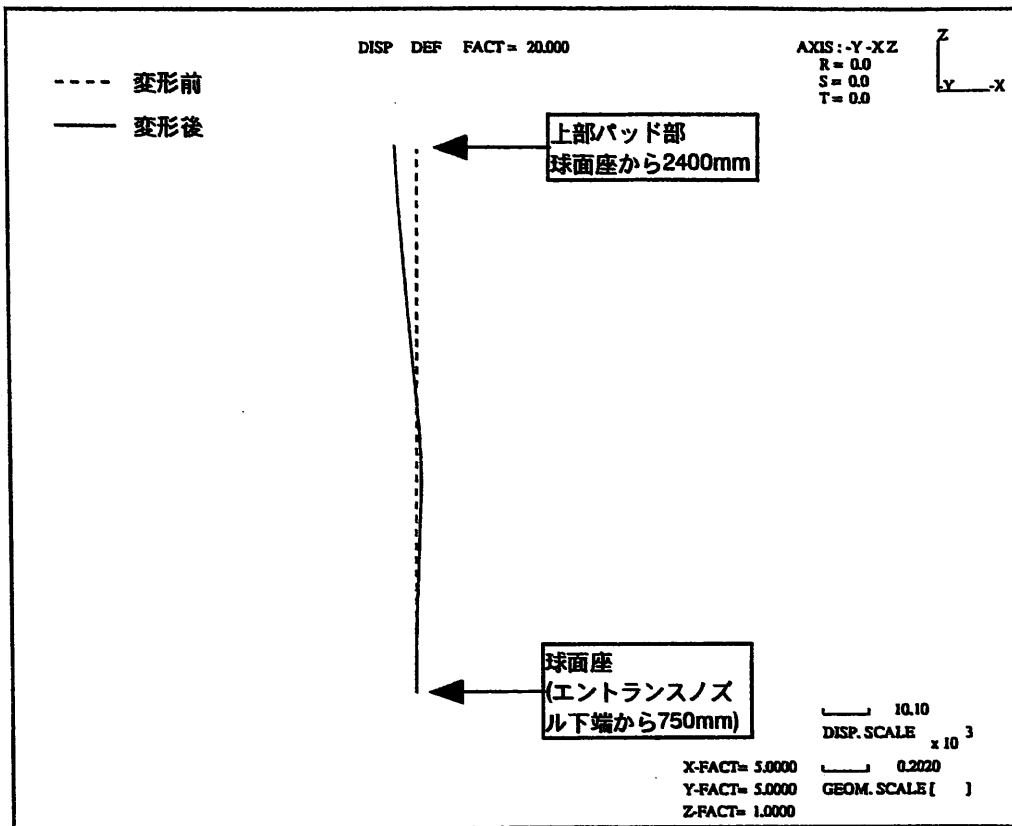 DISP DEF FACT = 20.000
AXIS : -Y -X Z
R = 0.0
S = 0.0
T = 0.0
Z
-Y
-X
変形前
変形後
上部パッド部
球面座から2400mm
球面座
(エントランスノズ
ル下端から750mm)
10.10
DISP. SCALE
x 10 3
X-FACT= 5.0000
0.2020
Y-FACT= 5.0000
GEOM. SCALE [ ]
Z-FACT= 1.0000